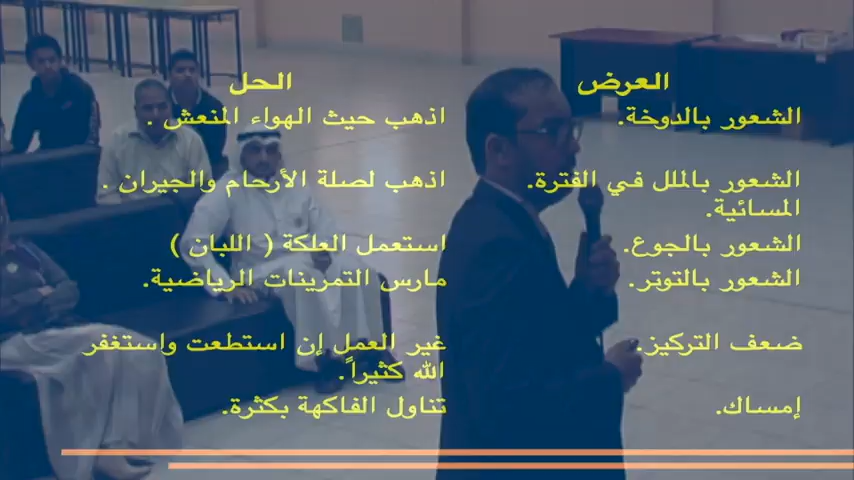 العرض الحل
الشعور بالدوخة. اذهب حيث الهواء المنعش .
الشعور بالملل في الفترة. اذهب لصلة الأرحام والجيران .
المسائية.
الشعور بالجوع. استعمل العلكة ( اللبان )
الشعور بالتوتر. مارس التمرينات الرياضية.
ضعف التركيز. غير العمل إن استطعت واستغفر
الله كثيراً.
إمساك. تناول الفاكهة بكثرة.